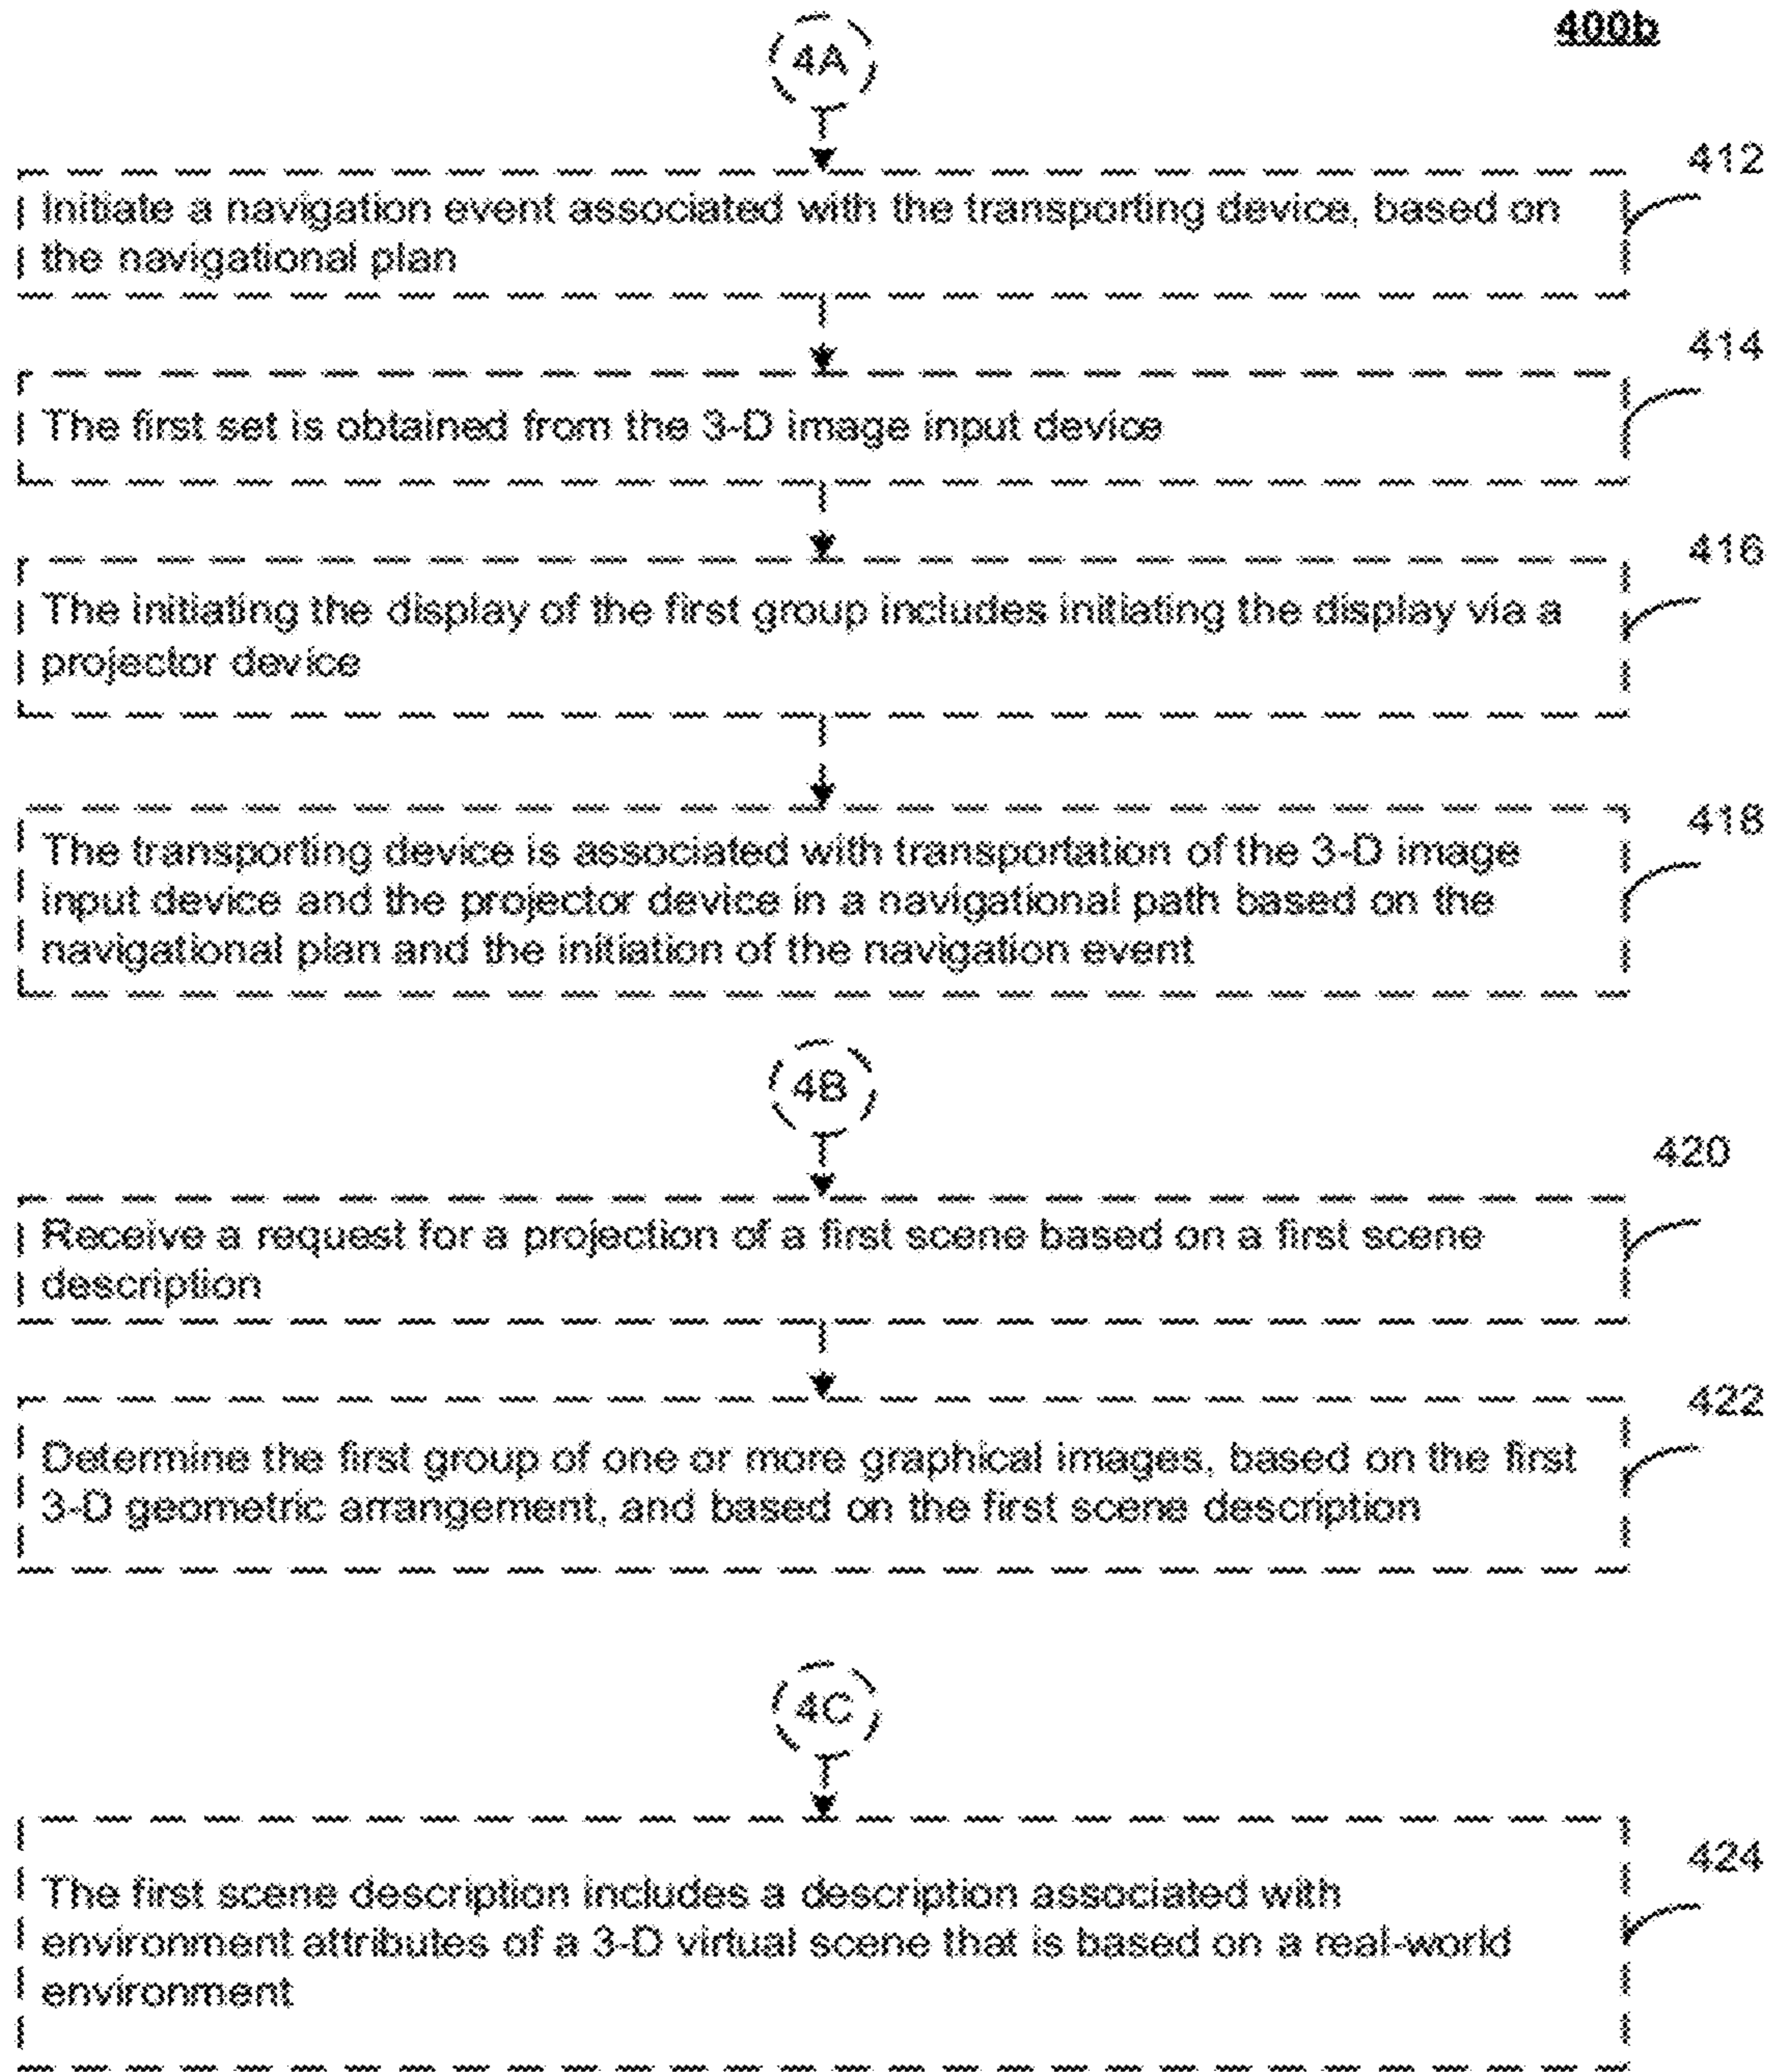 400b
4A
412
Initiate a navigation event associated with the transporting device, based on
the navigational plan
414
The first set is obtained from the 3-D image input device
416
The initiating the display of the first group includes initiating the display via a
projector device
418
The transporting device is associated with transportation of the 3-D image
input device and the projector device in a navigational path based on the
navigational plan and the initiation of the navigation event
4B
420
Receive a request for a projection of a first scene based on a first scene
description
422
Determine the first group of one or more graphical images, based on the first
3-D geometric arrangement, and based on the first scene description
4C
424
The first scene description includes a description associated with
environment attributes of a 3-D virtual scene that is based on a real-world
environment